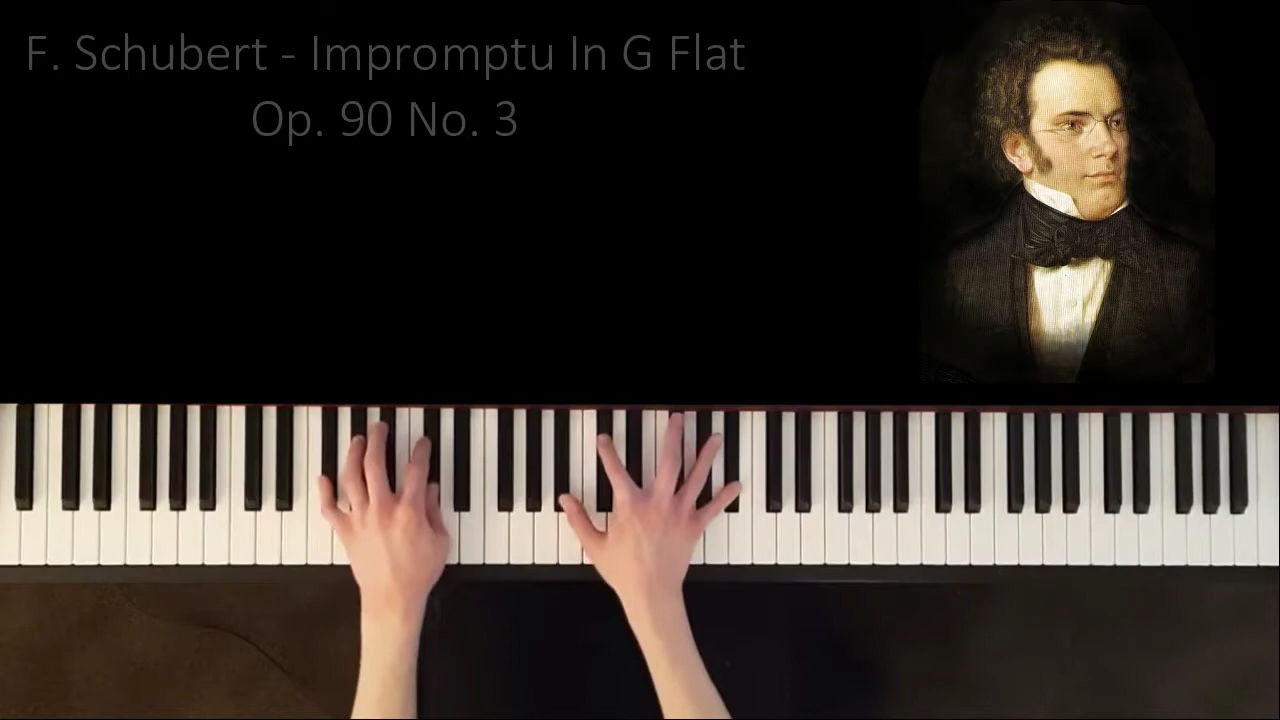 F. Schubert - Impromptu In G Flat
Op. 90 No. 3